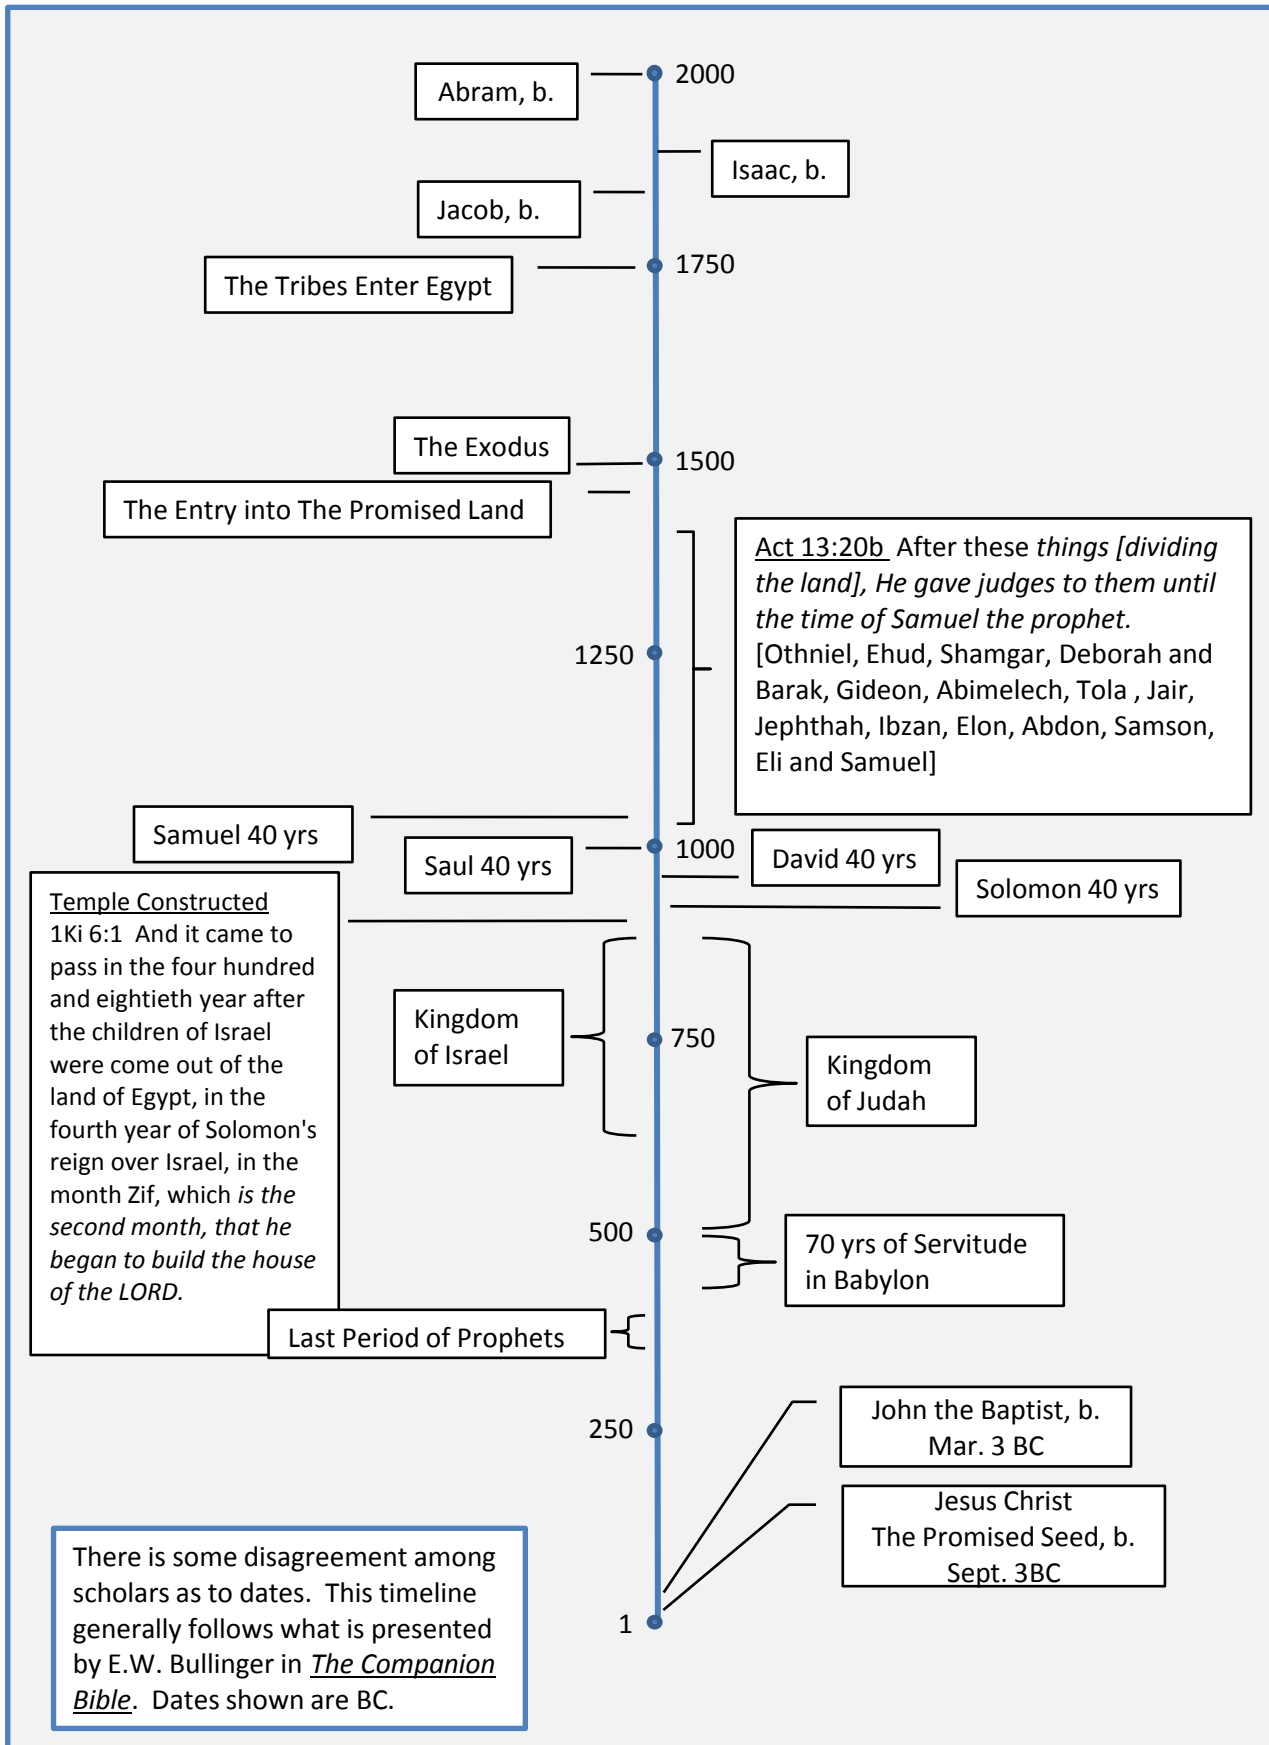 Abram, b.
2000
Isaac, b.
Jacob, b.
1750
The Tribes Enter Egypt
The Exodus
1500
The Entry into The Promised Land
Act 13:20b  After these things [dividing
the land], He gave judges to them until
the time of Samuel the prophet.
[Othniel, Ehud, Shamgar, Deborah and
Barak, Gideon, Abimelech, Tola , Jair,
Jephthah, Ibzan, Elon, Abdon, Samson,
Eli and Samuel]
1250
Samuel 40 yrs
Saul 40 yrs
1000
David 40 yrs
Solomon 40 yrs
Temple Constructed
1Ki 6:1  And it came to
pass in the four hundred
and eightieth year after
the children of Israel
were come out of the
land of Egypt, in the
fourth year of Solomon's
reign over Israel, in the
month Zif, which is the
second month, that he
began to build the house
of the LORD.
Kingdom
of Israel
750
Kingdom
of Judah
500
70 yrs of Servitude
in Babylon
Last Period of Prophets
250
John the Baptist, b.
Mar. 3 BC
Jesus Christ
The Promised Seed, b.
Sept. 3BC
1
There is some disagreement among
scholars as to dates.  This timeline
generally follows what is presented
by E.W. Bullinger in The Companion
Bible.  Dates shown are BC.